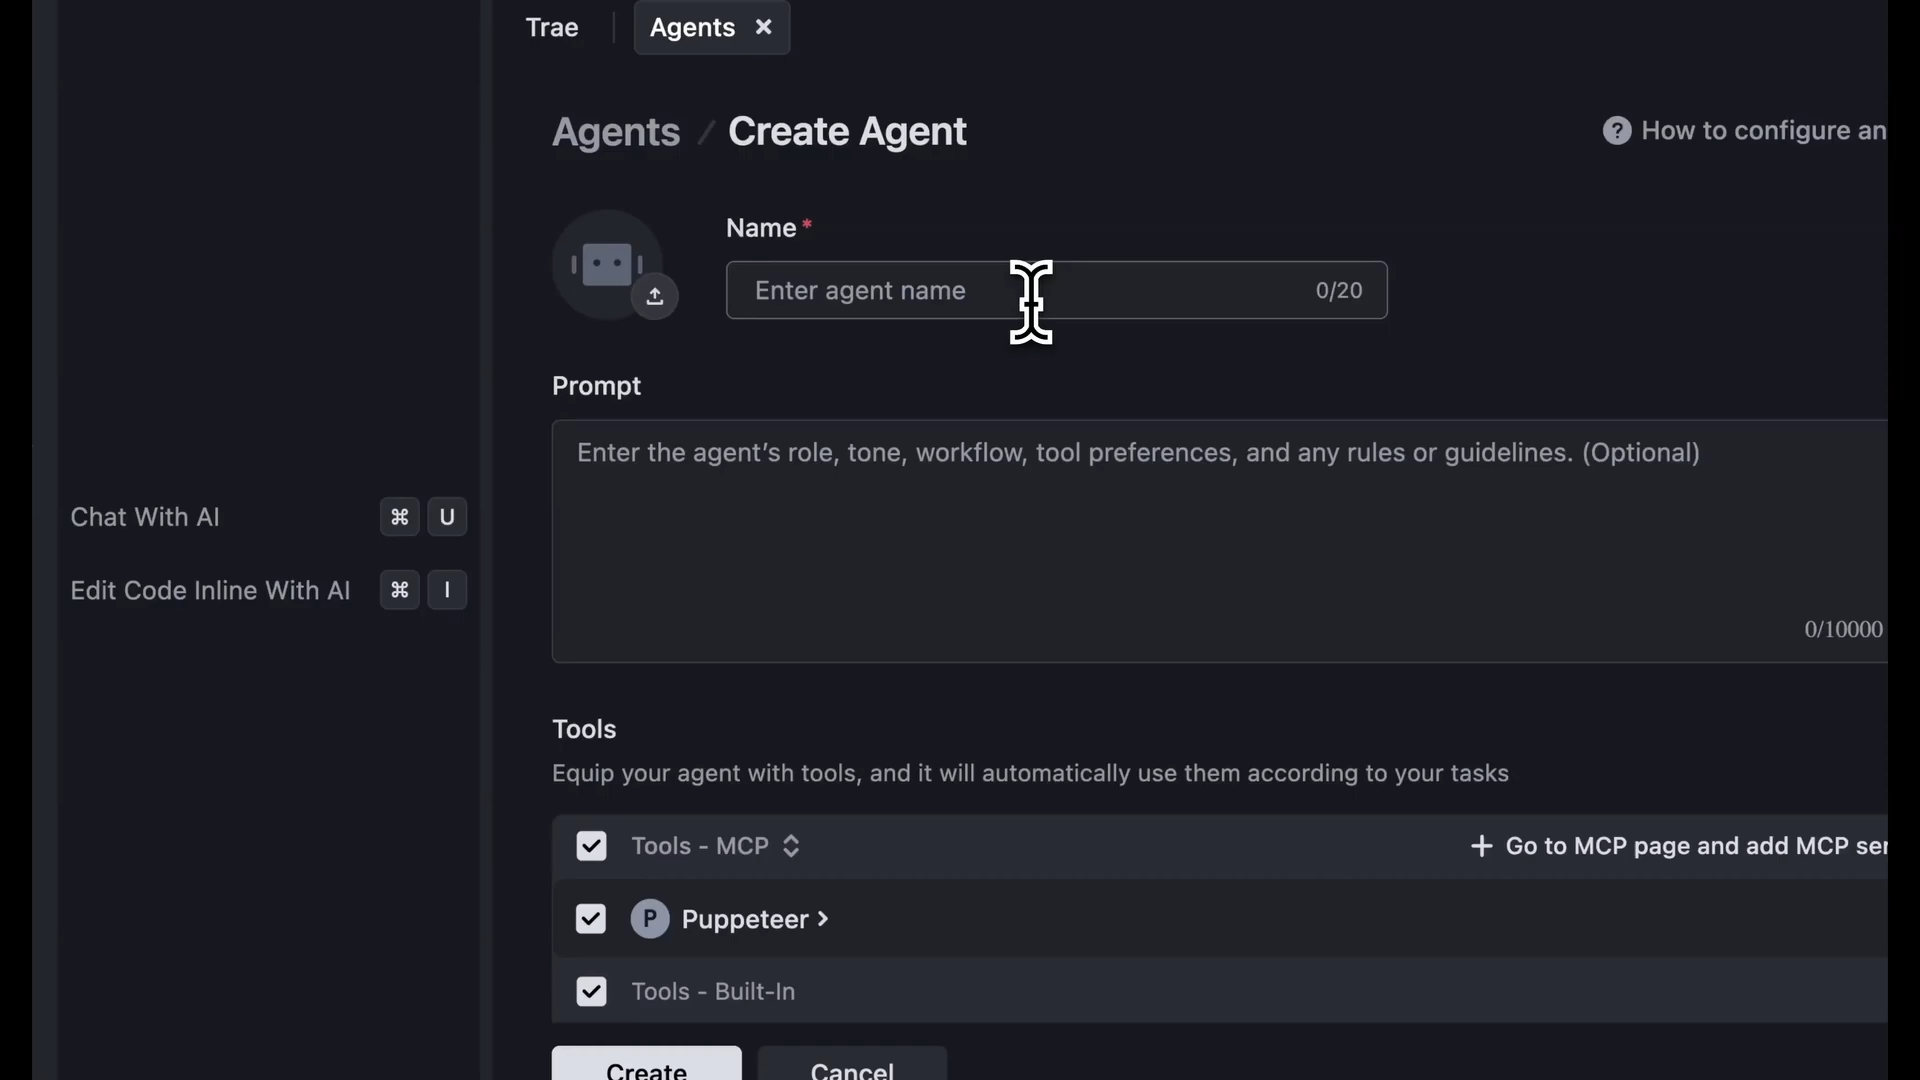 Trae
Agents
Agents / Create Agent
How to configure an
Name *
Enter agent name
0/20
Prompt
Enter the agent’s role, tone, workflow, tool preferences, and any rules or guidelines. (Optional)
Chat With AI ⌘ U
Edit Code Inline With AI ⌘ I
0/10000
Tools
Equip your agent with tools, and it will automatically use them according to your tasks
Tools - MCP
+ Go to MCP page and add MCP ser
P Puppeteer >
Tools - Built-In
Create
Cancel